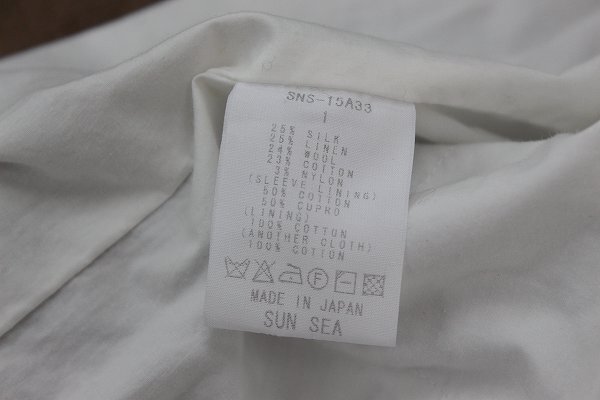 SNS-15A33
1
25% SILK
25% LINEN
24% WOOL
23% COTTON
3% NYLON
(SLEEVE LINING)
50% COTTON
50% CUPRO
(LINING)
100% COTTON
(ANOTHER CLOTH)
100% COTTON
F
MADE IN JAPAN
SUN SEA